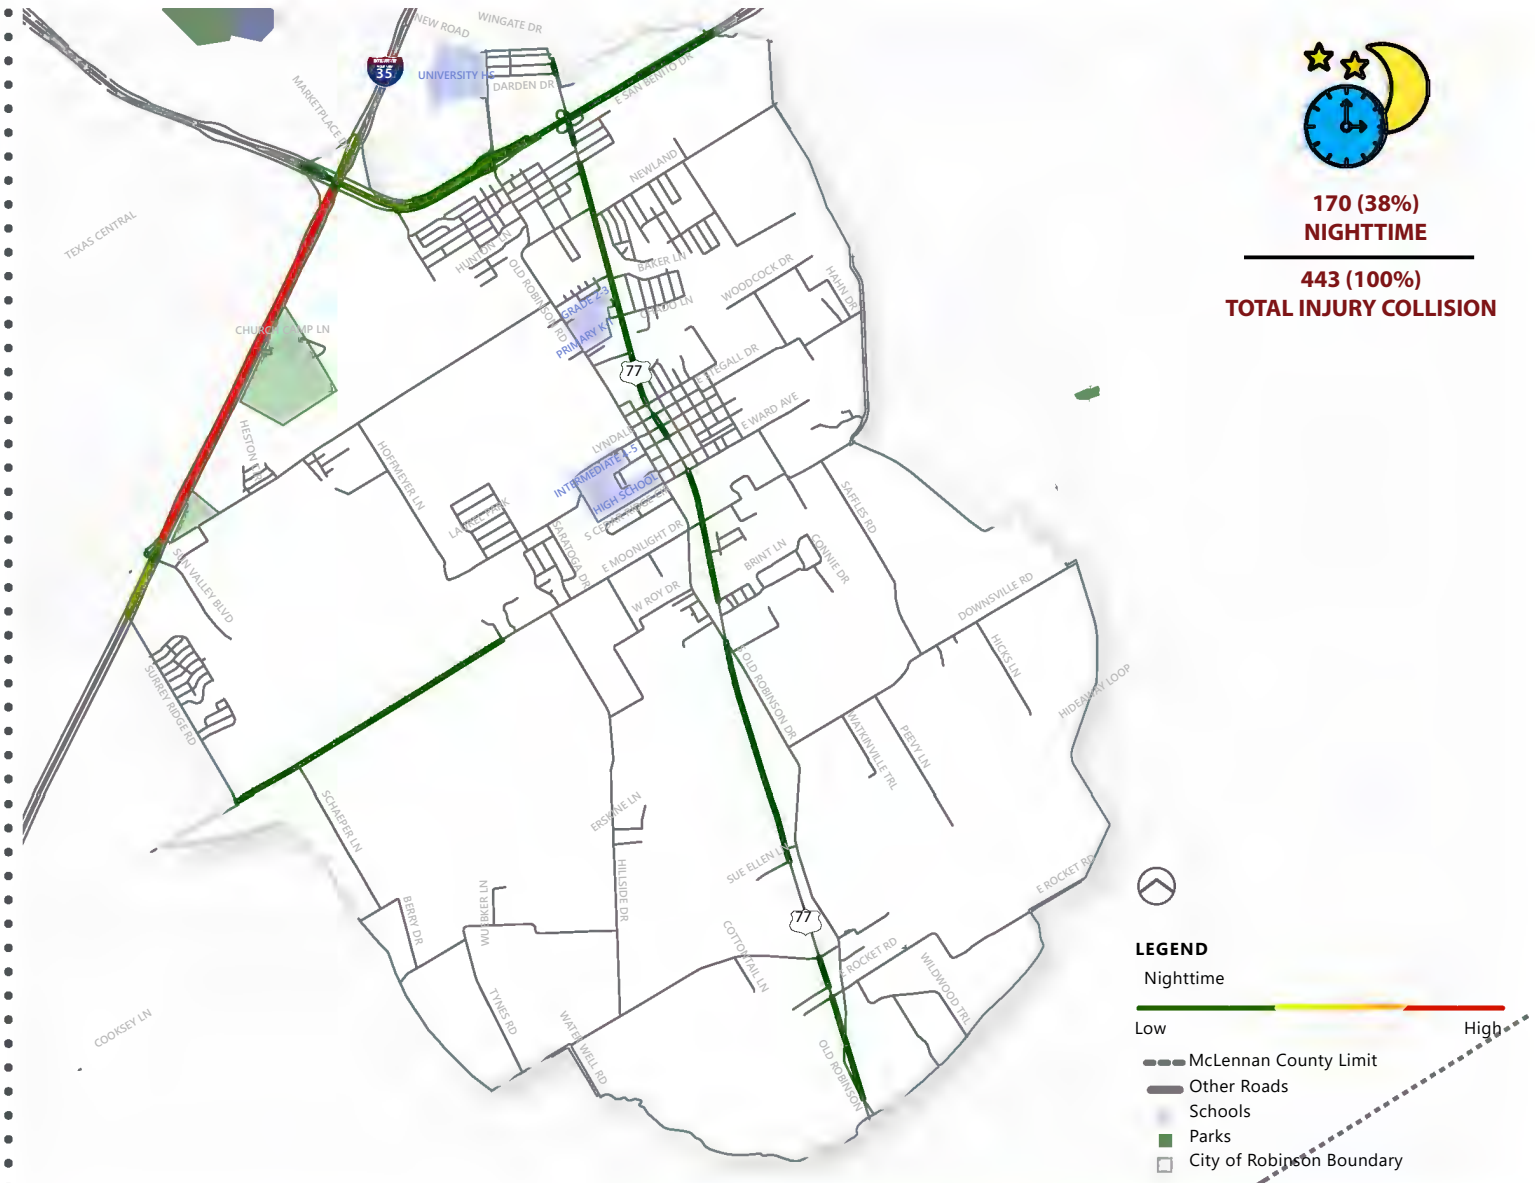 NEW ROAD
WINGATE DR
35
UNIVERSITY HS
DARDEN DR
E SAN BENITO DR
MARKETPLACE
TEXAS CENTRAL
NEWLAND
HUNTON LN
OLD ROBINSON RD
BAKER LN
WOODCOCK DR
HAHN DR
GRADE 2-3
PRIMARY K-1
CHURCH CAMP LN
77
E STEGALL DR
E WARD AVE
LYNDALE
HESTON
HOFFMEYER LN
INTERMEDIATE 4-5
HIGH SCHOOL
S CEDAR RIDGE CIR
LAUREL PARK
SARATOGA DR
E MOONLIGHT DR
SAFFLES RD
BRINT LN
CONNIE DR
SUN VALLEY BLVD
W ROY DR
DOWNSVILLE RD
HICKS LN
HIDEAWAY LOOP
SURREY RIDGE RD
OLD ROBINSON DR
WATKINVILLE TRL
PEEVY LN
SCHAEPER LN
ERSKINE LN
SUE ELLEN LN
HILLSIDE DR
E ROCKET RD
WUEBKER LN
BERRY DR
77
COTTONTAIL LN
E ROCKET RD
WILDWOOD TRL
TYNES RD
WATER WELL RD
OLD ROBINSON
COOKSEY LN
170 (38%)
NIGHTTIME
443 (100%)
TOTAL INJURY COLLISION
LEGEND
Nighttime
Low High
McLennan County Limit
Other Roads
Schools
Parks
City of Robinson Boundary